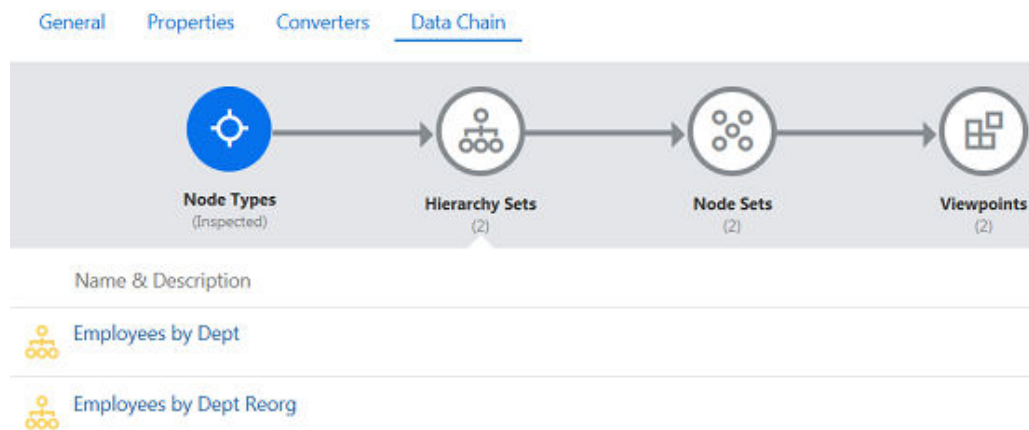 General Properties Converters Data Chain
Node Types Hierarchy Sets Node Sets Viewpoints
(Inspected) (2) (2) (2)
Name & Description
Employees by Dept
Employees by Dept Reorg